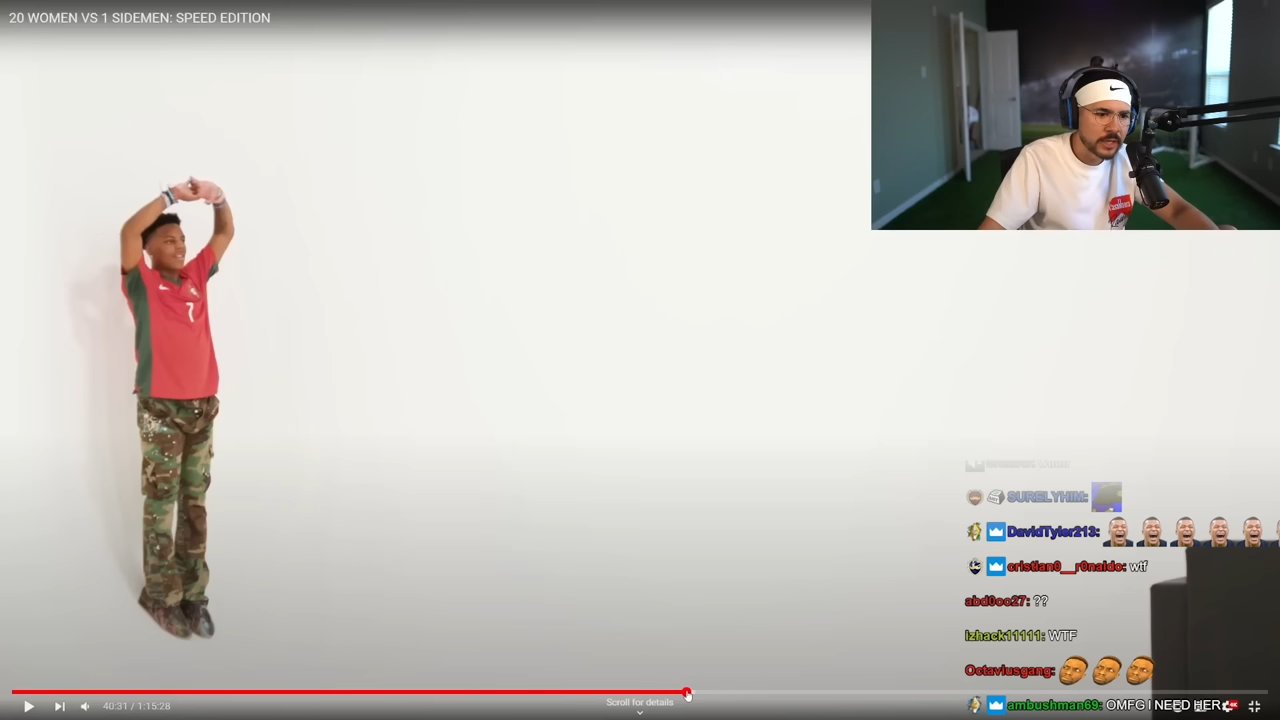 20 WOMEN VS 1 SIDEMEN: SPEED EDITION
7
SURELYHIM:
DavidTyler213:
cristian0__r0naldo: wtf
abd0oo27: ??
Izhack11111: WTF
Octaviusgang:
ambushman69: OMFG I NEED HER
40:31 / 1:15:28
Scroll for details